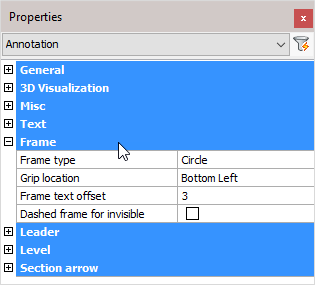 Properties
Annotation
General
3D Visualization
Misc
Text
Frame
Frame type Circle
Grip location Bottom Left
Frame text offset 3
Dashed frame for invisible
Leader
Level
Section arrow